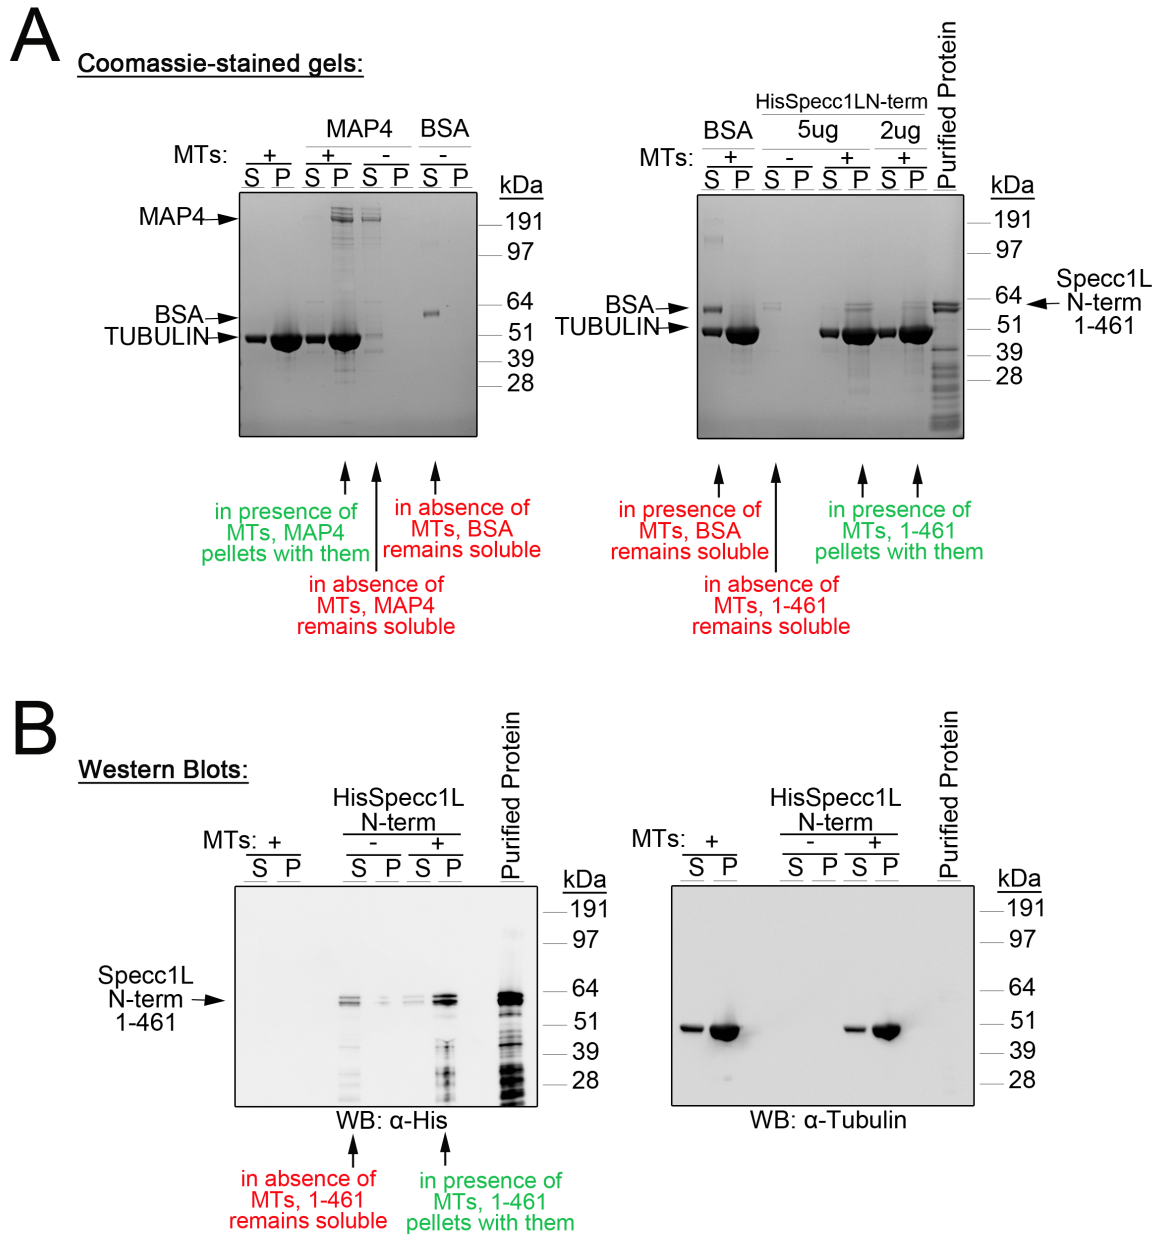 A
Coomassie-stained gels:
MAP4 BSA
MTs: + + - -
S P S P S P S P
kDa
MAP4
BSA
TUBULIN
191
97
64
51
39
28
in presence of
MTs, MAP4
pellets with them
in absence of
MTs, MAP4
remains soluble
in absence of
MTs, BSA
remains soluble
HisSpecc1LN-term
BSA 5ug 2ug
Purified Protein
MTs: + - + +
S P S P S P S P
kDa
BSA
TUBULIN
191
97
64
51
39
28
Specc1L
N-term
1-461
in presence of
MTs, BSA
remains soluble
in absence of
MTs, 1-461
remains soluble
in presence of
MTs, 1-461
pellets with them
B
Western Blots:
HisSpecc1L
N-term
Purified Protein
MTs: + - +
S P S P S P
kDa
191
97
64
51
39
28
Specc1L
N-term
1-461
WB: α-His
in absence of
MTs, 1-461
remains soluble
in presence of
MTs, 1-461
pellets with them
HisSpecc1L
N-term
Purified Protein
MTs: + - +
S P S P S P
kDa
191
97
64
51
39
28
WB: α-Tubulin